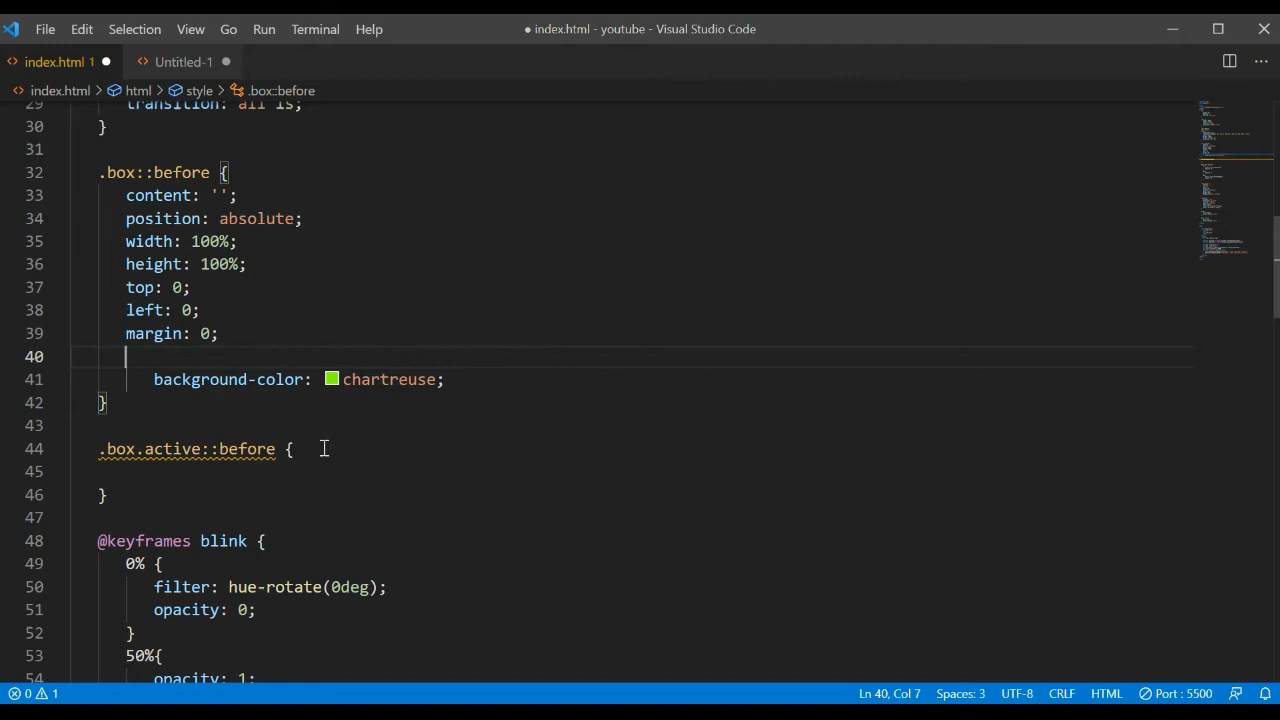 File Edit Selection View Go Run Terminal Help
● index.html - youtube - Visual Studio Code
index.html 1 ● Untitled-1 ●
index.html > html > style > .box::before
29 transition: all 1s;
30 }
31
32 .box::before {
33 content: '';
34 position: absolute;
35 width: 100%;
36 height: 100%;
37 top: 0;
38 left: 0;
39 margin: 0;
40
41 background-color: chartreuse;
42 }
43
44 .box.active::before {
45
46 }
47
48 @keyframes blink {
49 0% {
50 filter: hue-rotate(0deg);
51 opacity: 0;
52 }
53 50%{
54 opacity: 1;
0 1 Ln 40, Col 7 Spaces: 3 UTF-8 CRLF HTML Port : 5500